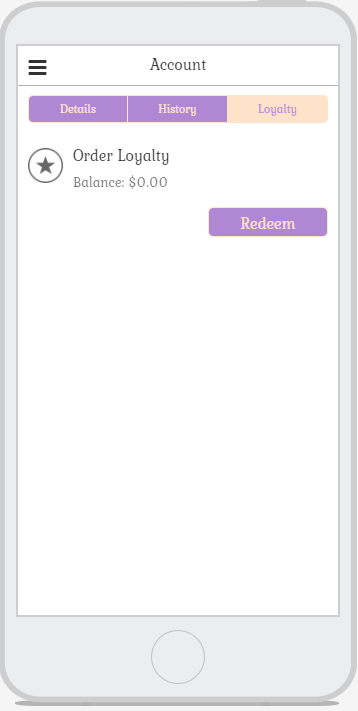 Account
Details History Loyalty
Order Loyalty
Balance: $0.00
Redeem